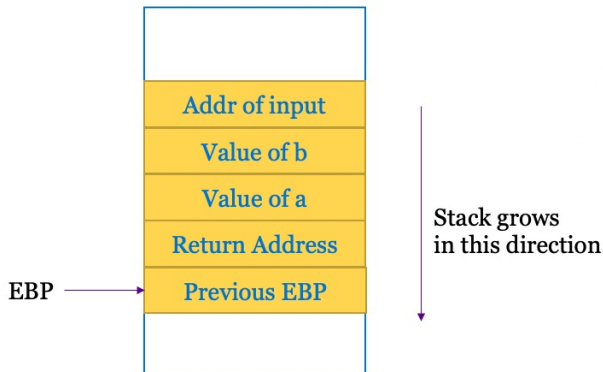 Addr of input
Value of b
Value of a
Return Address
Previous EBP
EBP
Stack grows
in this direction